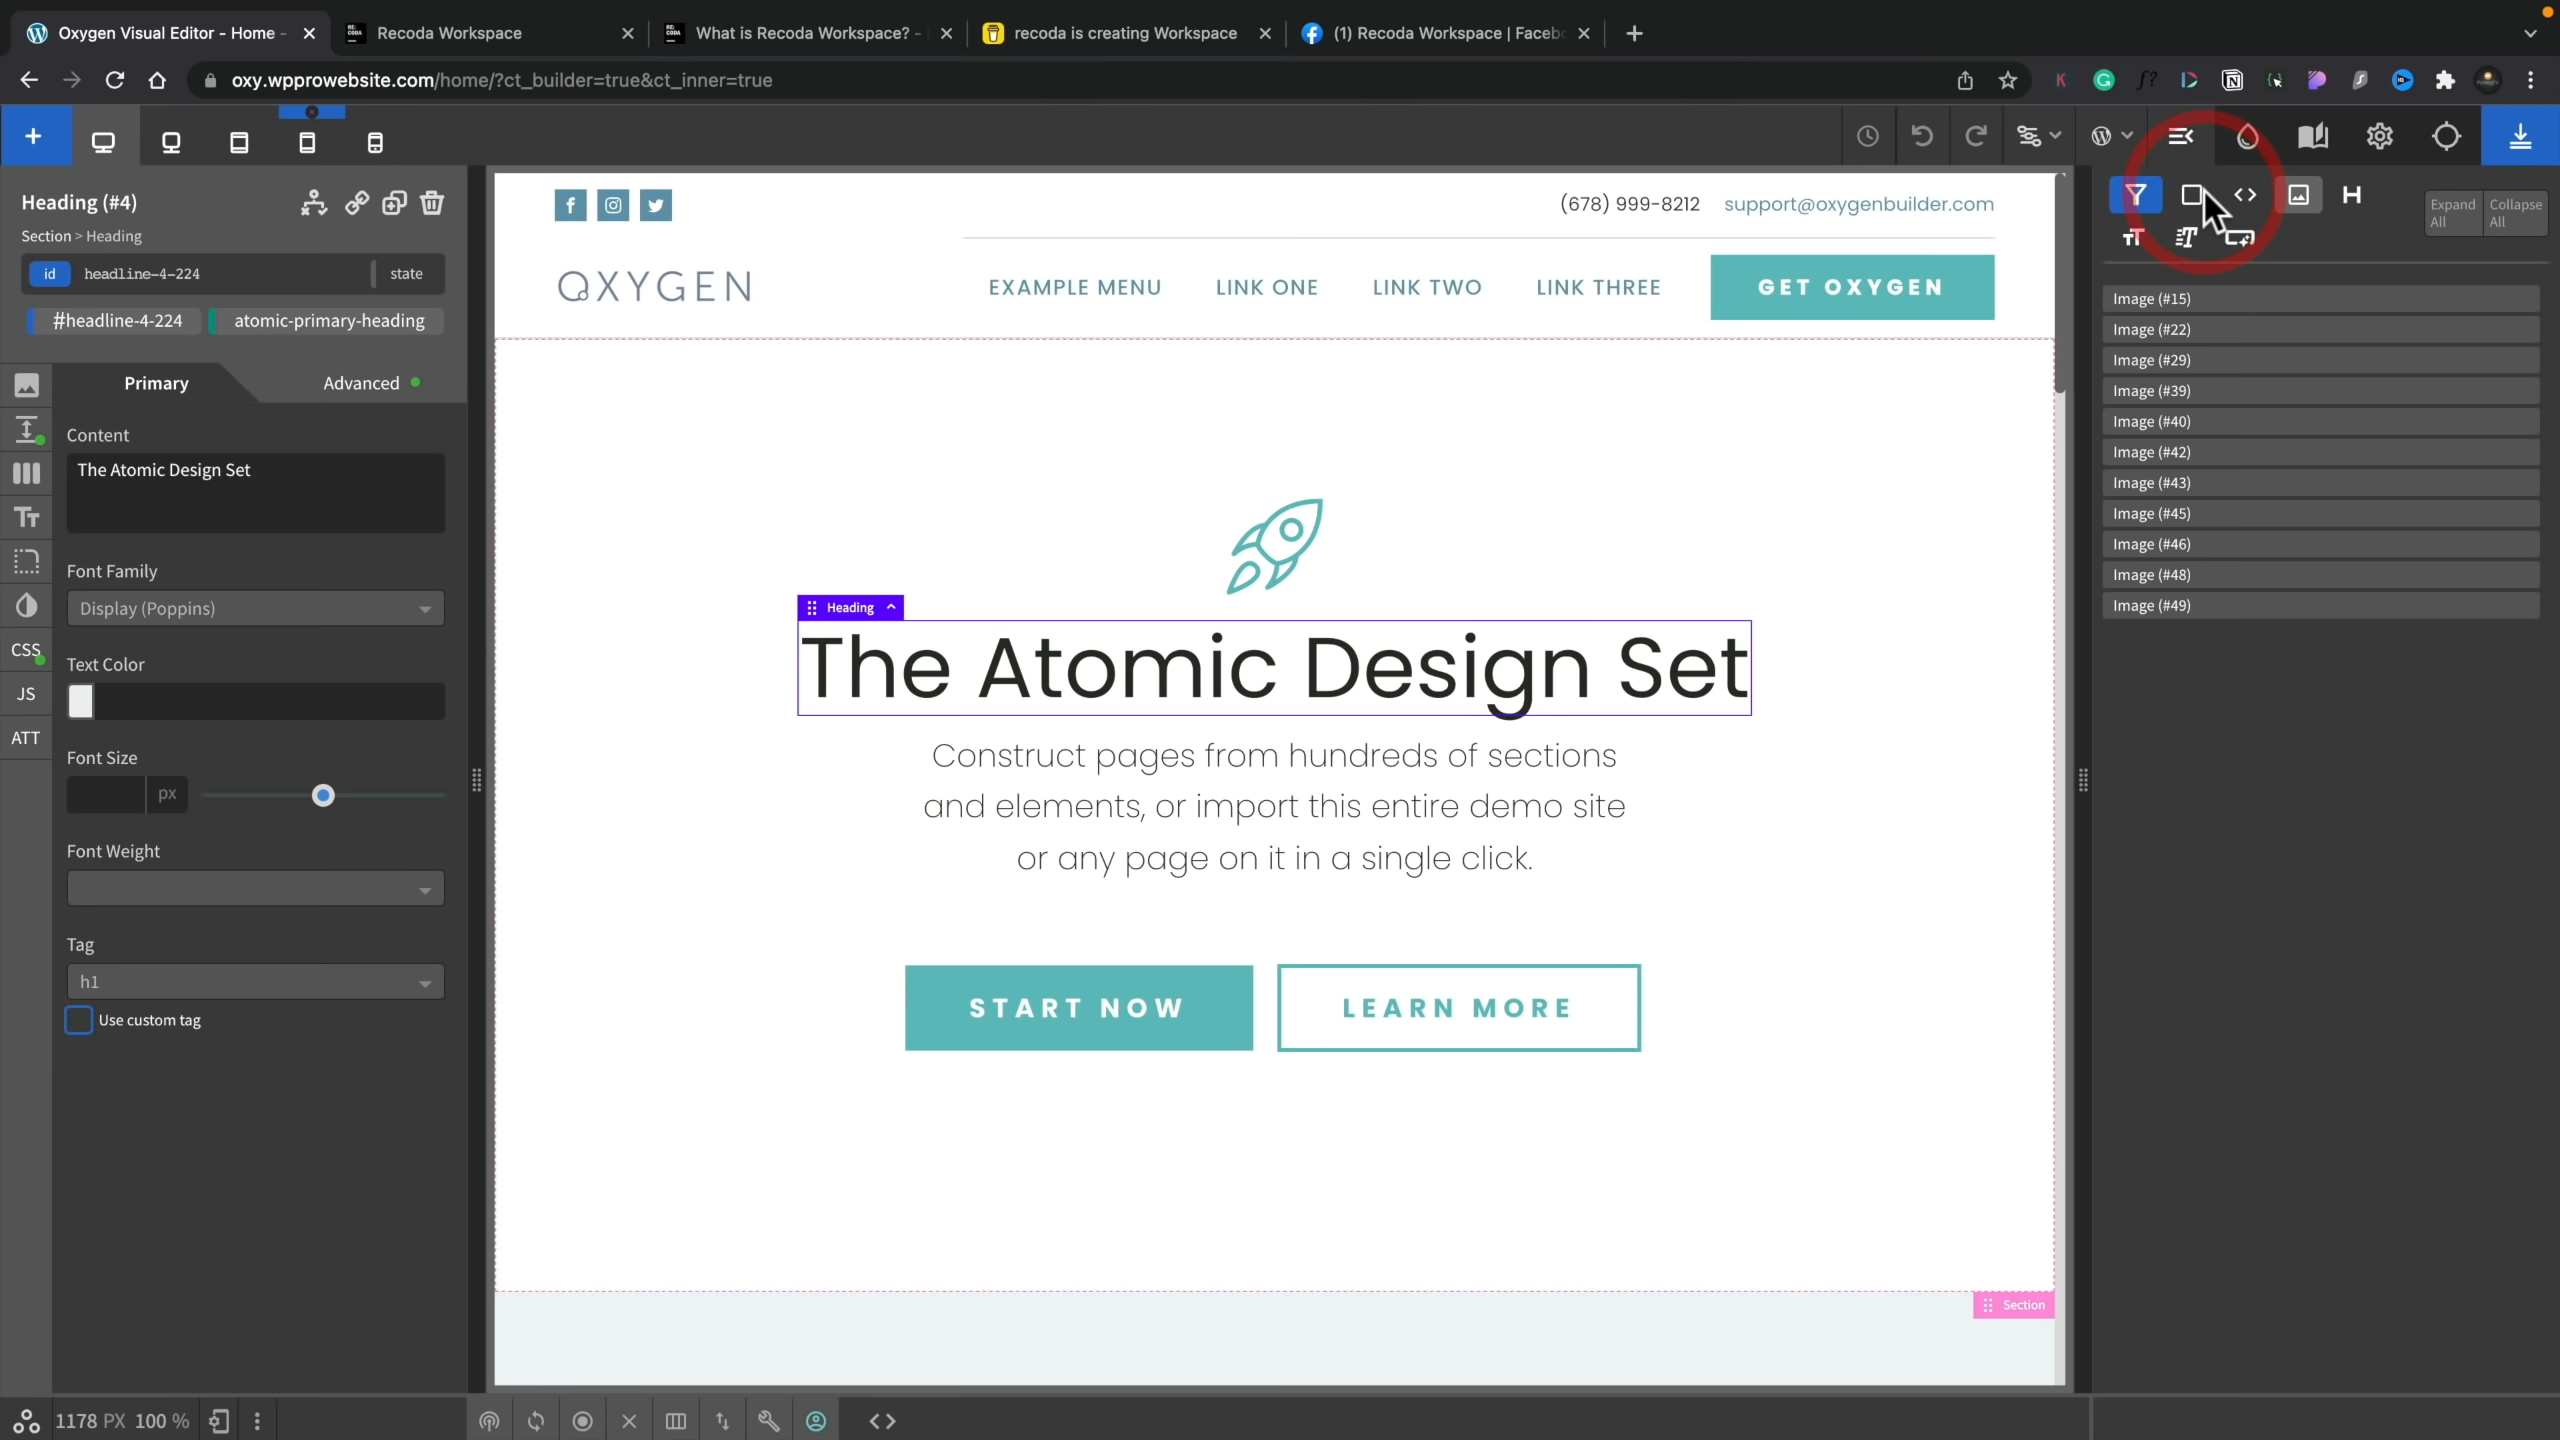 Oxygen Visual Editor - Home -
Recoda Workspace
What is Recoda Workspace? -
recoda is creating Workspace
(1) Recoda Workspace | Facebo
oxy.wpprowebsite.com/home/?ct_builder=true&ct_inner=true
Heading (#4)
Section > Heading
id headline-4-224 state
#headline-4-224 atomic-primary-heading
Primary Advanced
Content
The Atomic Design Set
Font Family
Display (Poppins)
Text Color
Font Size
px
Font Weight
Tag
h1
Use custom tag
Tт
CSS
JS
ATT
(678) 999-8212 support@oxygenbuilder.com
OXYGEN
EXAMPLE MENU LINK ONE LINK TWO LINK THREE GET OXYGEN
Heading
The Atomic Design Set
Construct pages from hundreds of sections
and elements, or import this entire demo site
or any page on it in a single click.
START NOW LEARN MORE
Section
H
Expand All
Collapse All
Image (#15)
Image (#22)
Image (#29)
Image (#39)
Image (#40)
Image (#42)
Image (#43)
Image (#45)
Image (#46)
Image (#48)
Image (#49)
1178 PX 100 %